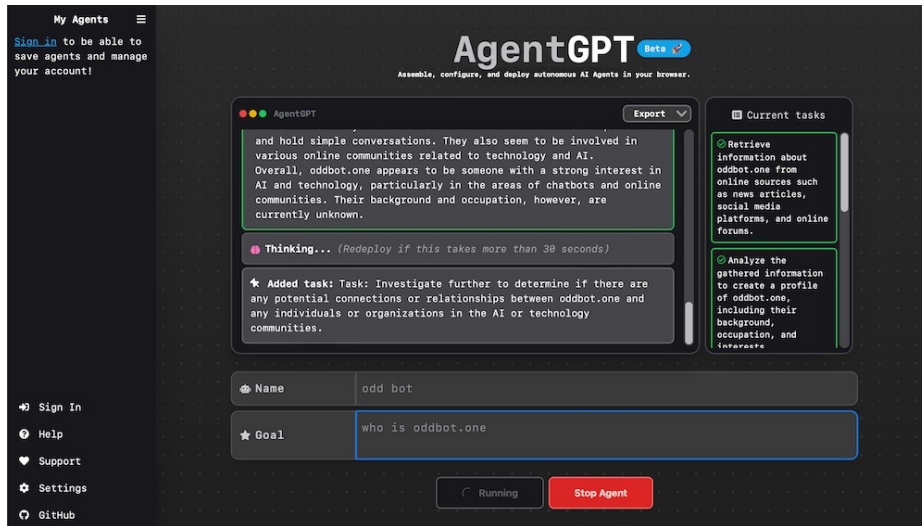 My Agents
Sign in to be able to
save agents and manage
your account!
AgentGPT
Beta 🚀
Assemble, configure, and deploy autonomous AI Agents in your browser.
AgentGPT
Export
and hold simple conversations. They also seem to be involved in
various online communities related to technology and AI.
Overall, oddbot.one appears to be someone with a strong interest in
AI and technology, particularly in the areas of chatbots and online
communities. Their background and occupation, however, are
currently unknown.
Thinking... (Redeploy if this takes more than 30 seconds)
Added task: Task: Investigate further to determine if there are
any potential connections or relationships between oddbot.one and
any individuals or organizations in the AI or technology
communities.
Current tasks
Retrieve
information about
oddbot.one from
online sources such
as news articles,
social media
platforms, and online
forums.
Analyze the
gathered information
to create a profile
of oddbot.one,
including their
background,
occupation, and
interests
Name
odd bot
Goal
who is oddbot.one
Running
Stop Agent
Sign In
Help
Support
Settings
GitHub